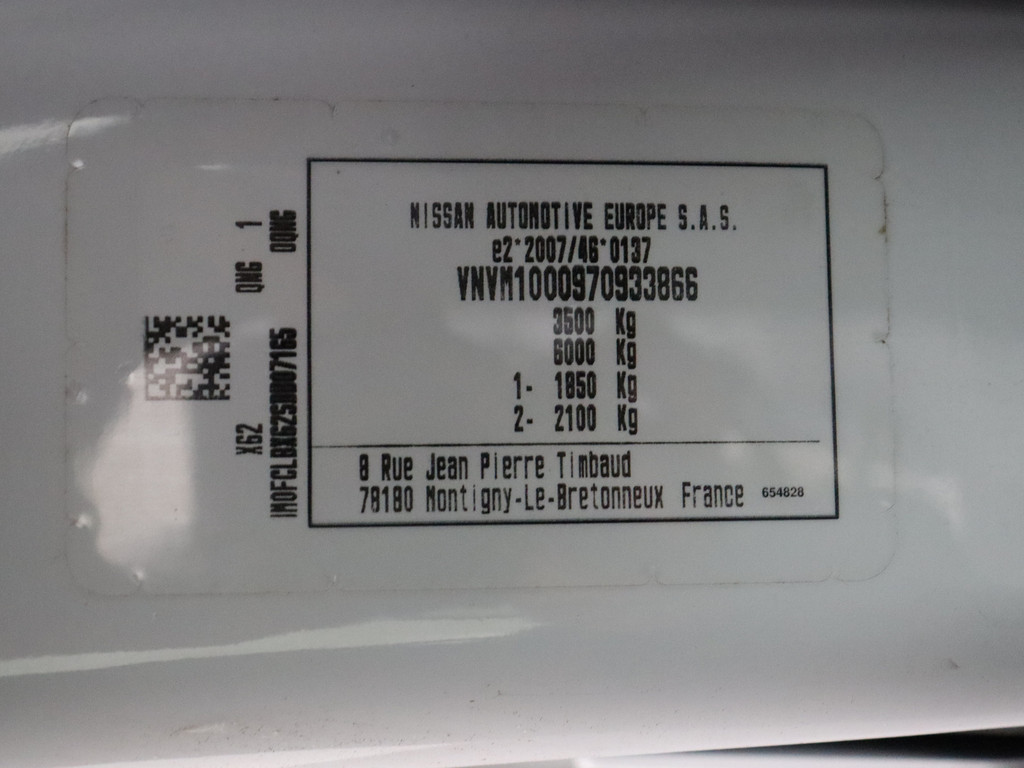 NISSAN AUTOMOTIVE EUROPE S.A.S.
e2*2007/46*0137
VNVM1000970933866
3500 Kg
6000 Kg
1- 1850 Kg
2- 2100 Kg
8 Rue Jean Pierre Timbaud
78180 Montigny-Le-Bretonneux France 654828
X62 QNG 1